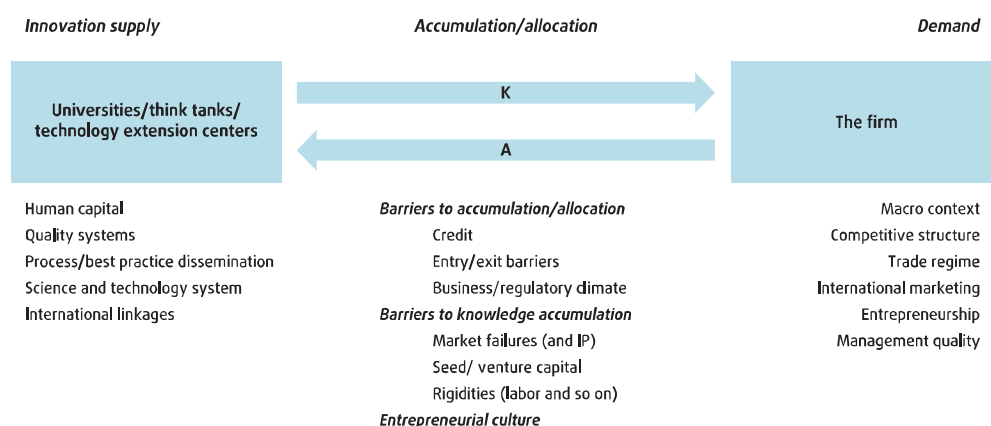 Innovation supply
Accumulation/allocation
Demand
Universities/think tanks/
technology extension centers
K
A
The firm
Human capital
Quality systems
Process/best practice dissemination
Science and technology system
International linkages
Barriers to accumulation/allocation
Credit
Entry/exit barriers
Business/regulatory climate
Barriers to knowledge accumulation
Market failures (and IP)
Seed/ venture capital
Rigidities (labor and so on)
Entrepreneurial culture
Macro context
Competitive structure
Trade regime
International marketing
Entrepreneurship
Management quality